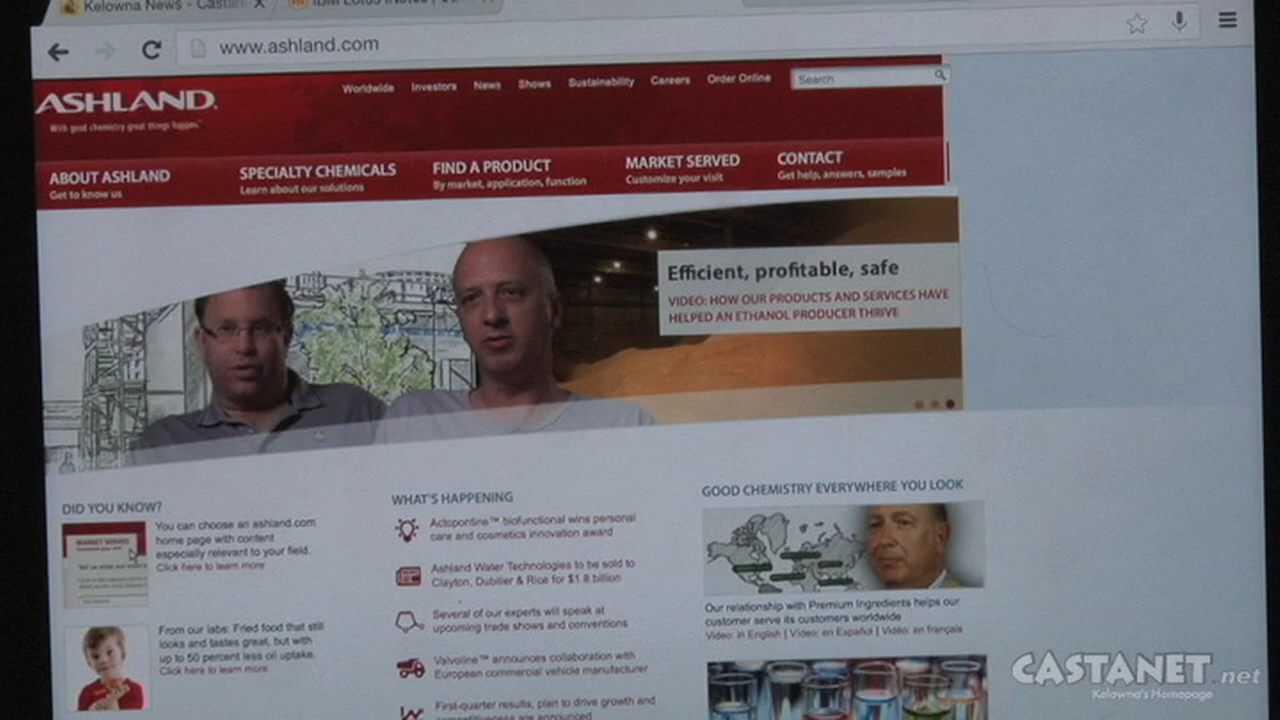 Kelowna News - Castan
www.ashland.com
Worldwide Investors News Shows Sustainability Careers Order Online Search
ASHLAND.
With good chemistry great things happen.™
ABOUT ASHLAND SPECIALTY CHEMICALS FIND A PRODUCT MARKET SERVED CONTACT
Get to know us Learn about our solutions By market, application, function Customize your visit Get help, answers, samples
Efficient, profitable, safe
VIDEO: HOW OUR PRODUCTS AND SERVICES HAVE
HELPED AN ETHANOL PRODUCER THRIVE
DID YOU KNOW?
You can choose an ashland.com
home page with content
especially relevant to your field.
Click here to learn more
MARKET SERVED
From our labs: Fried food that still
looks and tastes great, but with
up to 50 percent less oil uptake.
Click here to learn more
WHAT'S HAPPENING
Actopontine™ biofunctional wins personal
care and cosmetics innovation award
Ashland Water Technologies to be sold to
Clayton, Dubilier & Rice for $1.8 billion
Several of our experts will speak at
upcoming trade shows and conventions
Valvoline™ announces collaboration with
European commercial vehicle manufacturer
First-quarter results, plan to drive growth and
competitiveness are announced
GOOD CHEMISTRY EVERYWHERE YOU LOOK
Our relationship with Premium Ingredients helps our
customer serve its customers worldwide
Video: in English | Video: en Español | Vidéo: en français
CASTANET.net
Kelowna's Homepage